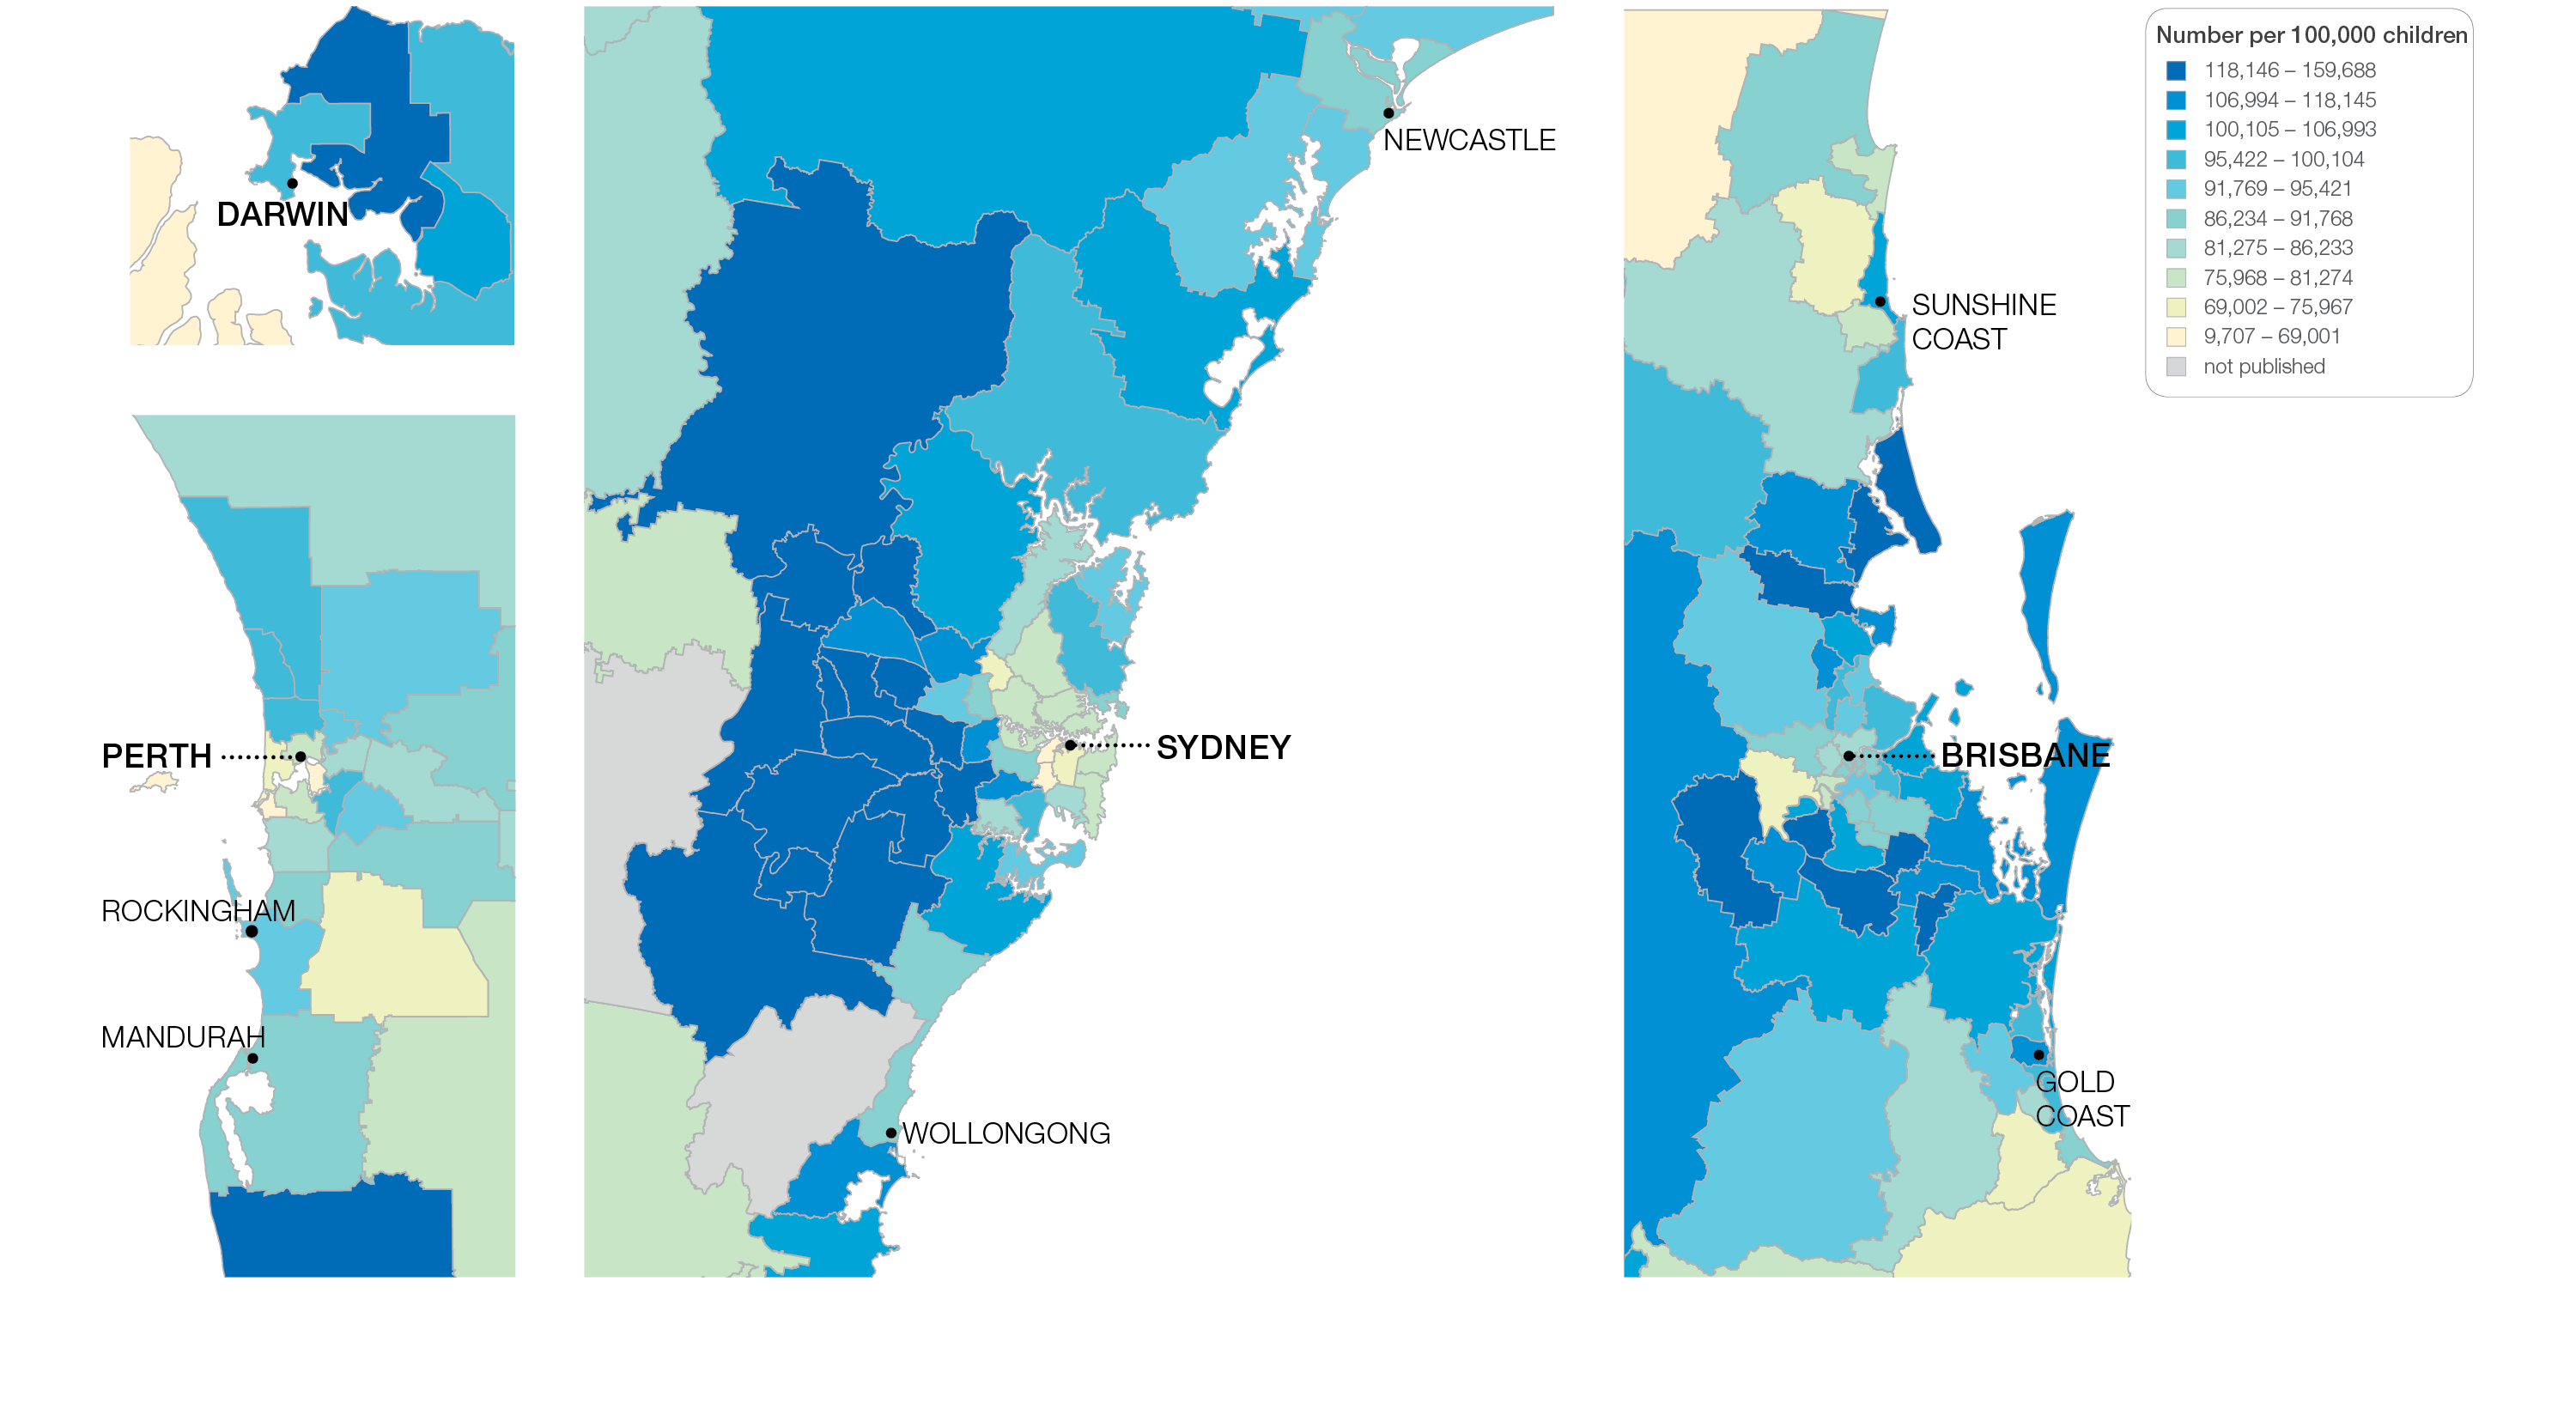 Number per 100,000 children
118,146 – 159,688
106,994 – 118,145
100,105 – 106,993
95,422 – 100,104
91,769 – 95,421
86,234 – 91,768
81,275 – 86,233
75,968 – 81,274
69,002 – 75,967
9,707 – 69,001
not published
DARWIN
PERTH
ROCKINGHAM
MANDURAH
NEWCASTLE
SYDNEY
WOLLONGONG
SUNSHINE
COAST
BRISBANE
GOLD
COAST